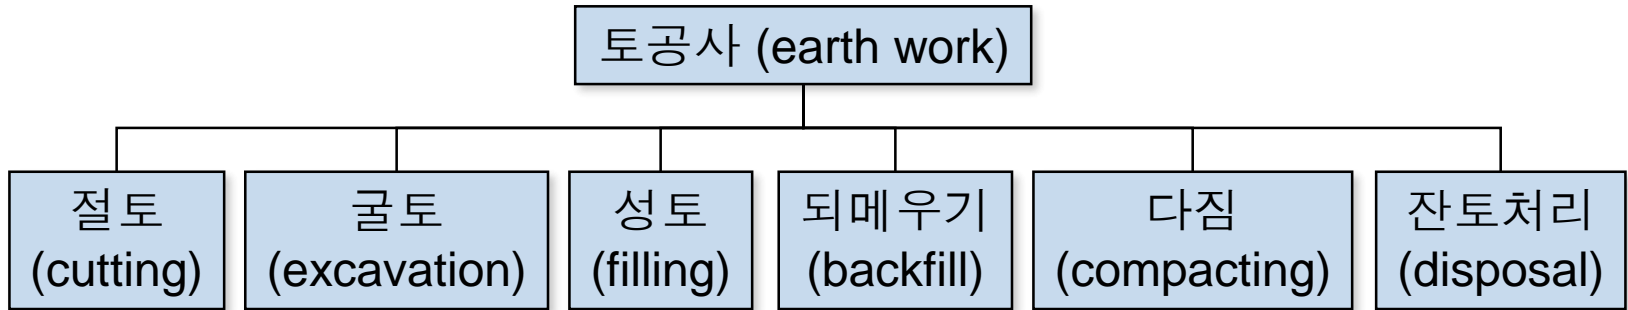 토공사 (earth work)
절토
(cutting)
굴토
(excavation)
성토
(filling)
되메우기
(backfill)
다짐
(compacting)
잔토처리
(disposal)